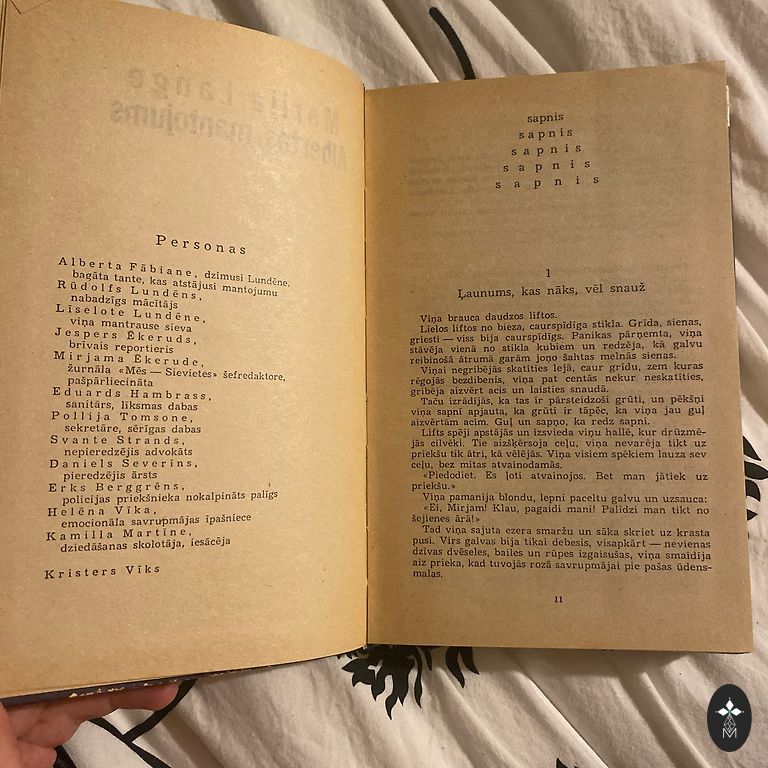 Marija Lange
Alberta mantojums
Personas
Alberta Fābiane, dzimusi Lundēne,
bagāta tante, kas atstājusi mantojumu
Rūdolfs Lundēns,
nabadzīgs mācītājs
Līselote Lundēne,
viņa mantrause sieva
Jespers Ēkeruds,
brīvais reportieris
Mirjama Ēkerude,
žurnāla «Mēs — Sievietes» šefredaktore,
pašpārliecināta
Eduards Hambrass,
sanitārs, līksmas dabas
Pollija Tomsone,
sekretāre, sērīgas dabas
Svante Strands,
nepieredzējis advokāts
Daniels Severins,
pieredzējis ārsts
Erks Berggrēns,
policijas priekšnieka nokalpināts palīgs
Helēna Vīka,
emocionāla savrupmājas īpašniece
Kamilla Martīne,
dziedāšanas skolotāja, iesācēja
Kristers Vīks
sapnis
sapnis
sapnis
sapnis
sapnis
1
Ļaunums, kas nāks, vēl snauž
Viņa brauca daudzos liftos.
Lielos liftos no bieza, caurspīdīga stikla. Grīda, sienas,
griesti — viss bija caurspīdīgs. Panikas pārņemta, viņa
stāvēja vienā no stikla kubiem un redzēja, kā galvu
reibinošā ātrumā garām joņo šahtas melnās sienas.
Viņai negribējās skatīties lejā, caur grīdu, zem kuras
rēgojās bezdibenis, viņa pat centās nekur neskatīties,
gribēja aizvērt acis un laisties snaudā.
Taču izrādījās, ka tas ir pārsteidzoši grūti, un pēkšņi
viņa sapnī apjauta, ka grūti ir tāpēc, ka viņa jau guļ
aizvērtām acīm. Guļ un sapņo, ka redz sapni.
Lifts spēji apstājās un izsvieda viņu hallē, kur drūzmē-
jās cilvēki. Tie aizšķērsoja ceļu, viņa nevarēja tikt uz
priekšu tik ātri, kā vēlējās. Viņa visiem spēkiem lauza sev
ceļu, bez mitas atvainodamās.
«Piedodiet. Es ļoti atvainojos. Bet man jātiek uz
priekšu.»
Viņa pamanīja blondu, lepni paceltu galvu un uzsauca:
«Ei, Mirjam! Klau, pagaidi mani! Palīdzi man tikt no
šejienes ārā!»
Tad viņa sajuta ezera smaržu un sāka skriet uz krasta
pusi. Virs galvas bija tikai debesis, visapkārt — nevienas
dzīvas dvēseles, bailes un rūpes izgaisušas, viņa smaidīja
aiz prieka, kad tuvojās rozā savrupmājai pie pašas ūdens-
malas.
11
M